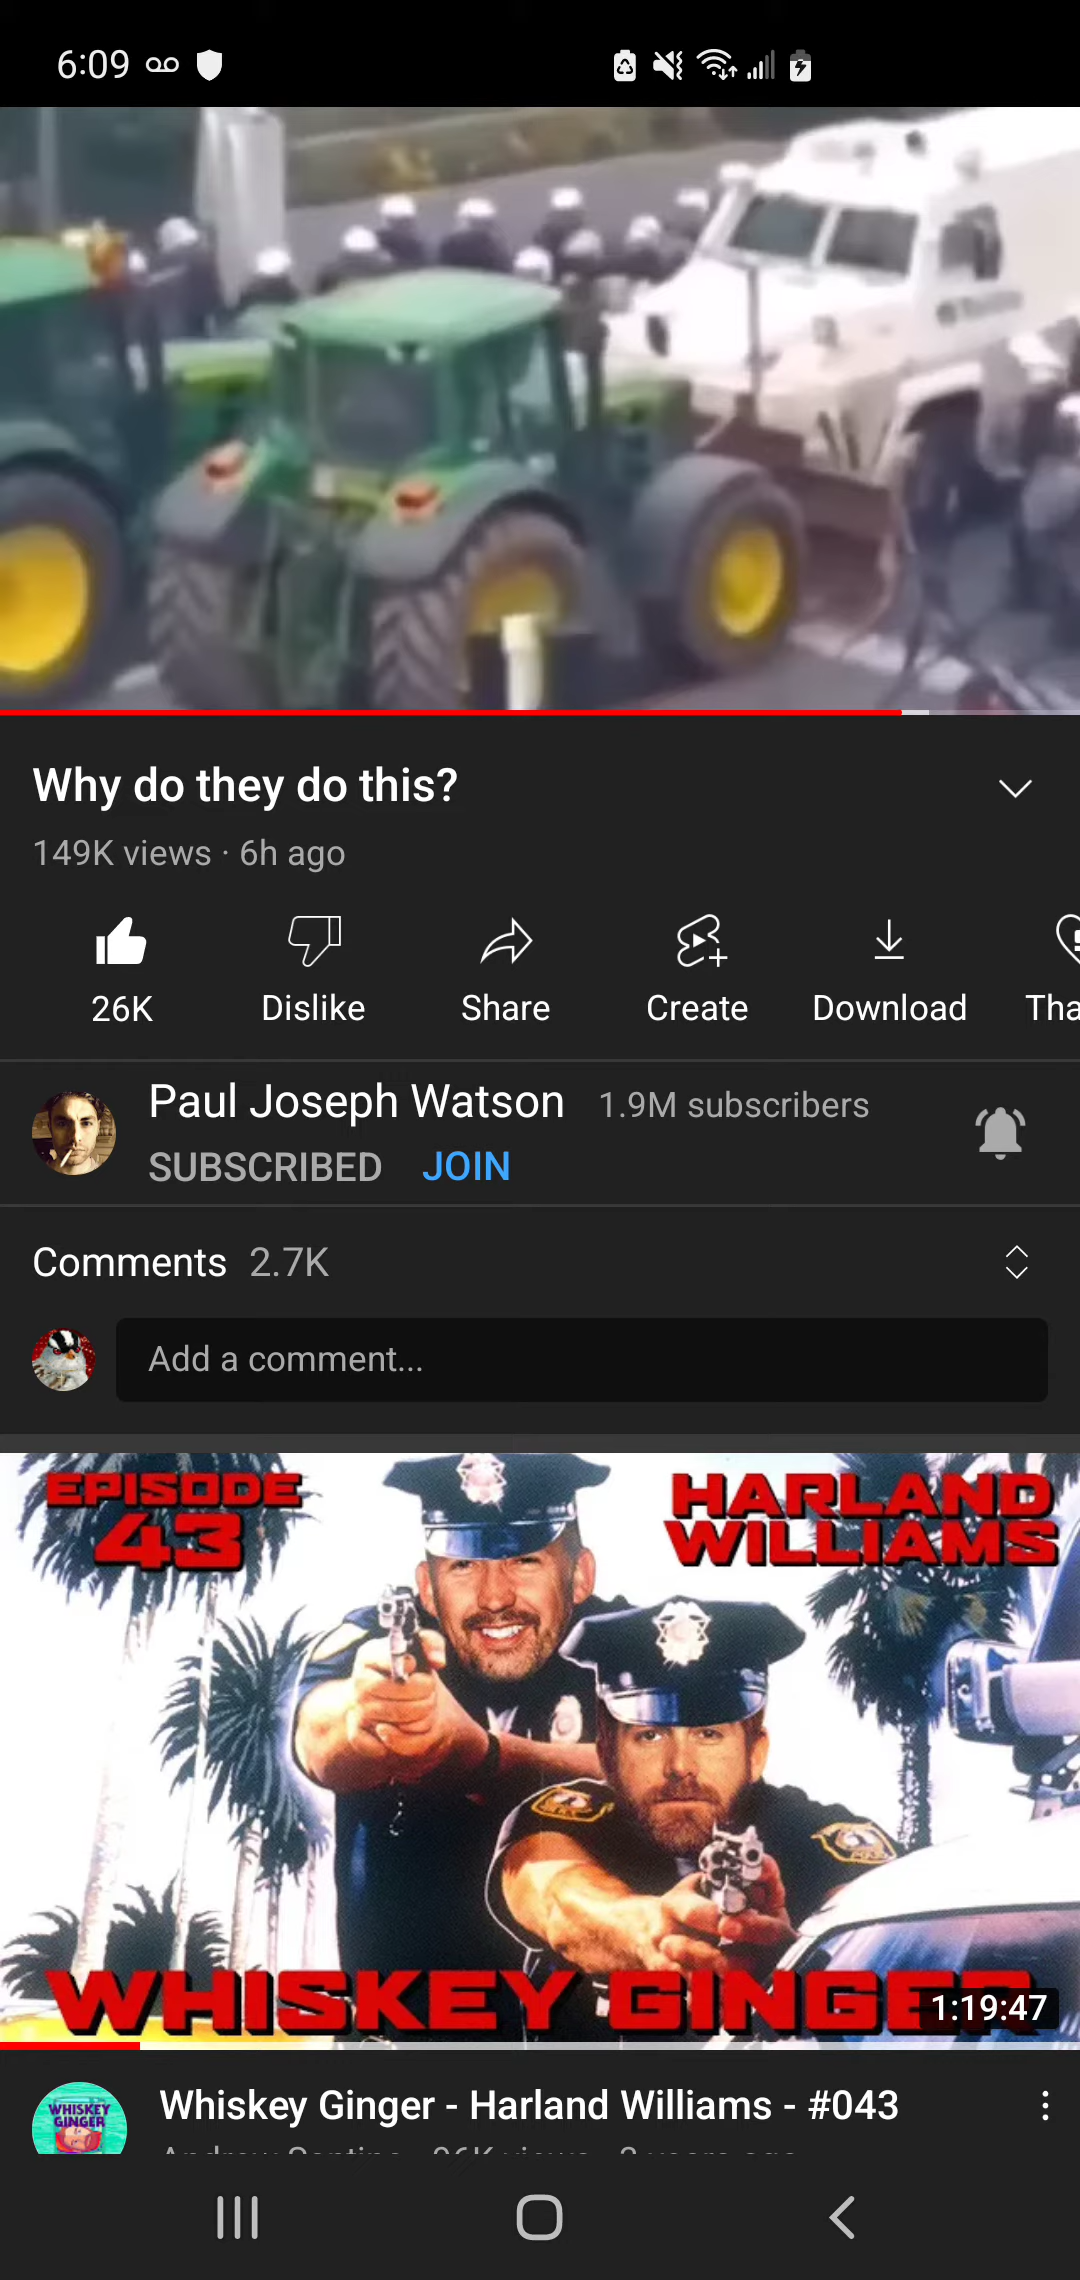 6:09
Why do they do this?
149K views · 6h ago
26K
Dislike
Share
Create
Download
Tha
Paul Joseph Watson 1.9M subscribers
SUBSCRIBED JOIN
Comments 2.7K
Add a comment...
EPISODE
43
HARLAND
WILLIAMS
WHISKEY GINGER
1:19:47
WHISKEY
GINGER
Whiskey Ginger - Harland Williams - #043